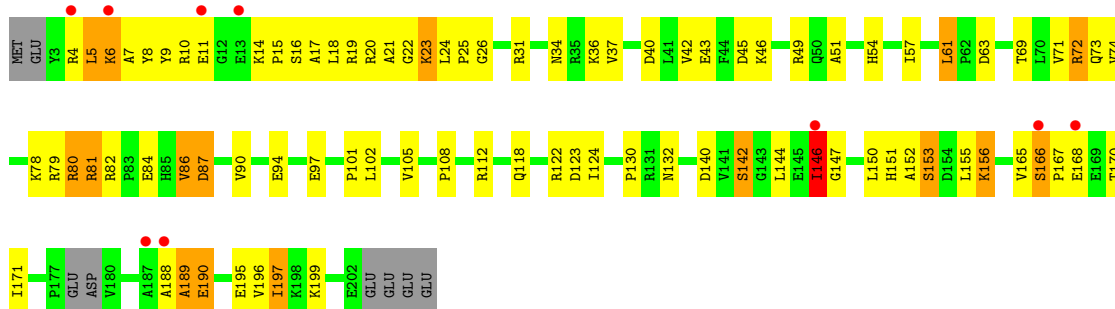 MET GLU Y3 R4 L5 K6 A7 Y8 Y9 R10 E11 G12 E13 K14 P15 S16 A17 L18 R19 R20 A21 G22 K23 L24 P25 G26 R31 N34 R35 K36 V37 D40 L41 V42 E43 F44 D45 K46 R49 Q50 A51 H54 I57 L61 P62 D63 T69 L70 V71 R72 Q73
K78 R79 R80 R81 R82 P83 E84 H85 V86 D87 V90 E94 E97 P101 L102 V105 P108 R112 Q118 R122 D123 I124 P130 R131 N132 D140 V141 S142 G143 L144 E145 I146 G147 L150 H151 A152 S153 D154 L155 K156 V165 S166 P167 E168 E169 T170
I171 P177 GLU ASP V180 A187 A188 A189 E190 E195 V196 I197 K198 K199 E202 GLU GLU GLU GLU